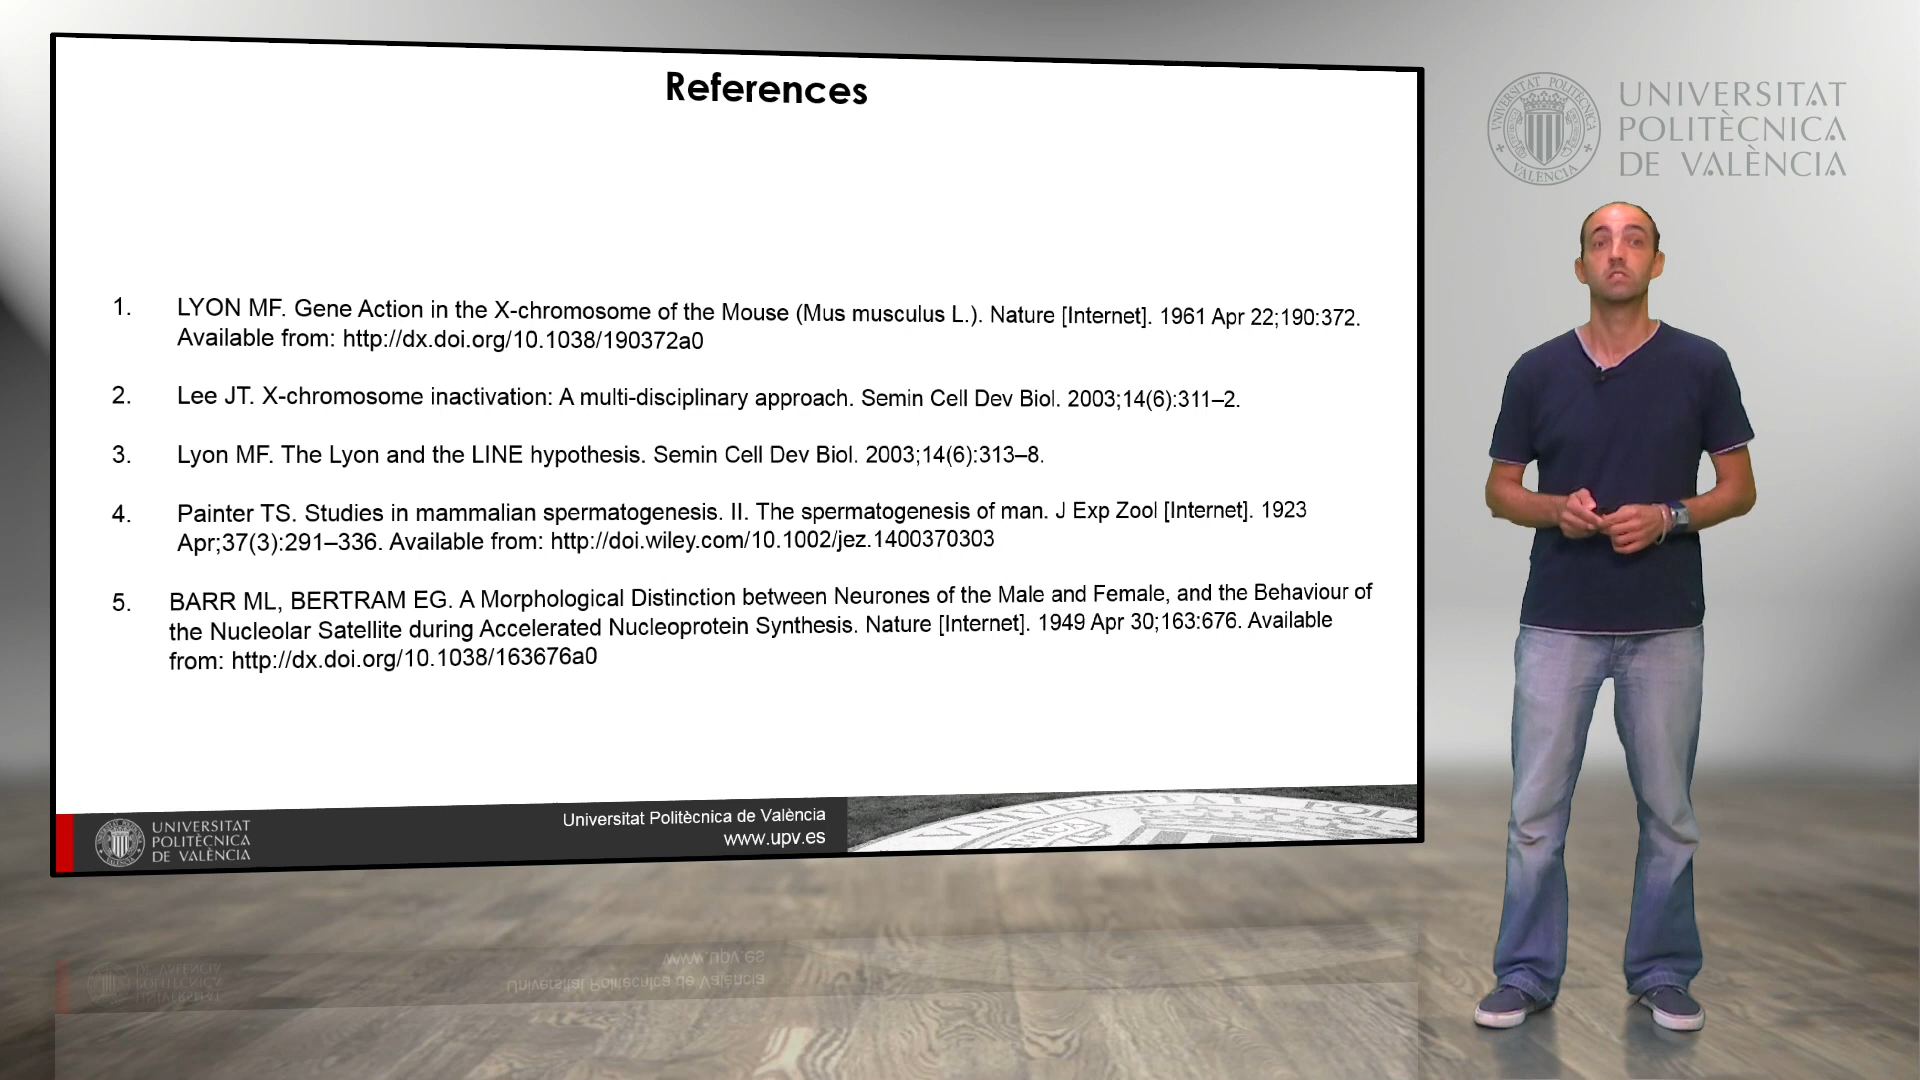 References
1. LYON MF. Gene Action in the X-chromosome of the Mouse (Mus musculus L.). Nature [Internet]. 1961 Apr 22;190:372.
Available from: http://dx.doi.org/10.1038/190372a0
2. Lee JT. X-chromosome inactivation: A multi-disciplinary approach. Semin Cell Dev Biol. 2003;14(6):311–2.
3. Lyon MF. The Lyon and the LINE hypothesis. Semin Cell Dev Biol. 2003;14(6):313–8.
4. Painter TS. Studies in mammalian spermatogenesis. II. The spermatogenesis of man. J Exp Zool [Internet]. 1923
Apr;37(3):291–336. Available from: http://doi.wiley.com/10.1002/jez.1400370303
5. BARR ML, BERTRAM EG. A Morphological Distinction between Neurones of the Male and Female, and the Behaviour of
the Nucleolar Satellite during Accelerated Nucleoprotein Synthesis. Nature [Internet]. 1949 Apr 30;163:676. Available
from: http://dx.doi.org/10.1038/163676a0
UNIVERSITAT
POLITÈCNICA
DE VALÈNCIA
Universitat Politècnica de València
www.upv.es
UNIVERSITAT
POLITÈCNICA
DE VALÈNCIA